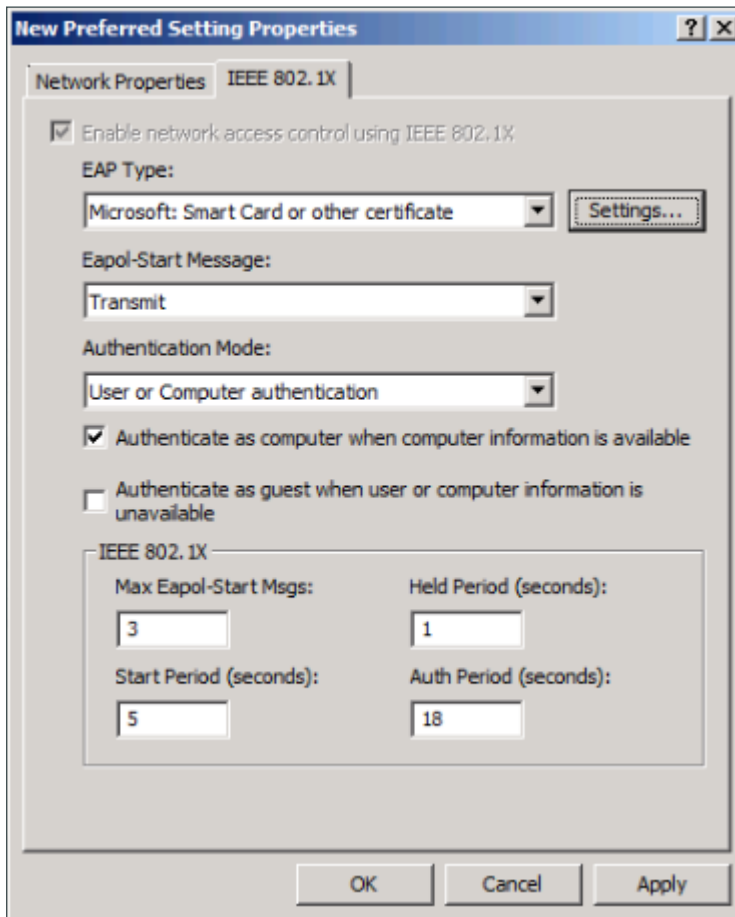 New Preferred Setting Properties
Network Properties
IEEE 802.1X
Enable network access control using IEEE 802.1X
EAP Type:
Microsoft: Smart Card or other certificate
Settings...
Eapol-Start Message:
Transmit
Authentication Mode:
User or Computer authentication
Authenticate as computer when computer information is available
Authenticate as guest when user or computer information is
unavailable
IEEE 802.1X
Max Eapol-Start Msgs:
Held Period (seconds):
3
1
Start Period (seconds):
Auth Period (seconds):
5
18
OK
Cancel
Apply